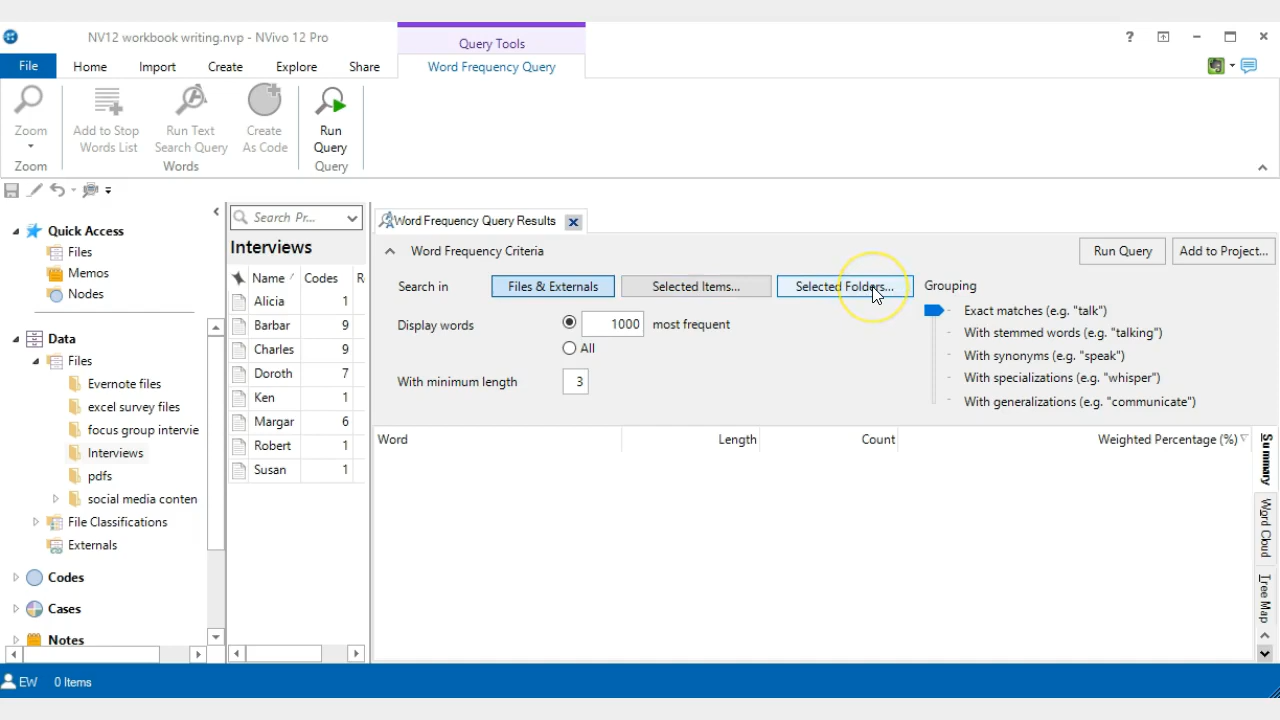 NV12 workbook writing.nvp - NVivo 12 Pro
Query Tools
?
File
Home
Import
Create
Explore
Share
Word Frequency Query
Zoom
Add to Stop
Words List
Run Text
Search Query
Create
As Code
Run
Query
Zoom
Words
Query
Quick Access
Files
Memos
Nodes
Data
Files
Evernote files
excel survey files
focus group intervie
Interviews
pdfs
social media conten
File Classifications
Externals
Codes
Cases
Notes
Search Pr...
Interviews
Name
Codes
R
Alicia 1
Barbar 9
Charles 9
Doroth 7
Ken 1
Margar 6
Robert 1
Susan 1
Word Frequency Query Results
Word Frequency Criteria
Run Query
Add to Project...
Search in
Files & Externals
Selected Items...
Selected Folders...
Grouping
Display words
1000 most frequent
All
With minimum length
3
Exact matches (e.g. "talk")
With stemmed words (e.g. "talking")
With synonyms (e.g. "speak")
With specializations (e.g. "whisper")
With generalizations (e.g. "communicate")
Word
Length
Count
Weighted Percentage (%)
Summary
Word Cloud
Tree Map
EW
0 Items